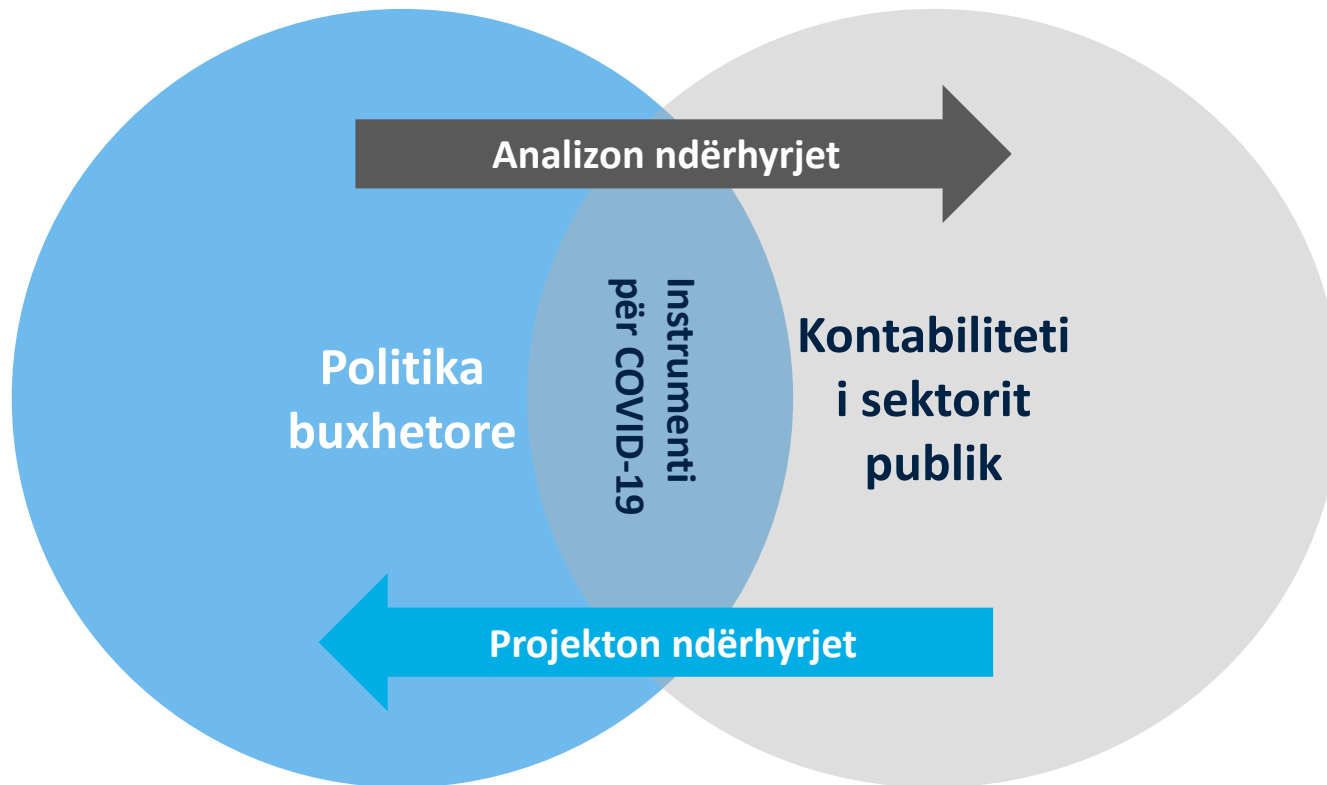 Analizon ndërhyrjet
Politika
buxhetore
Instrumenti
për COVID-19
Kontabiliteti
i sektorit
publik
Projekton ndërhyrjet